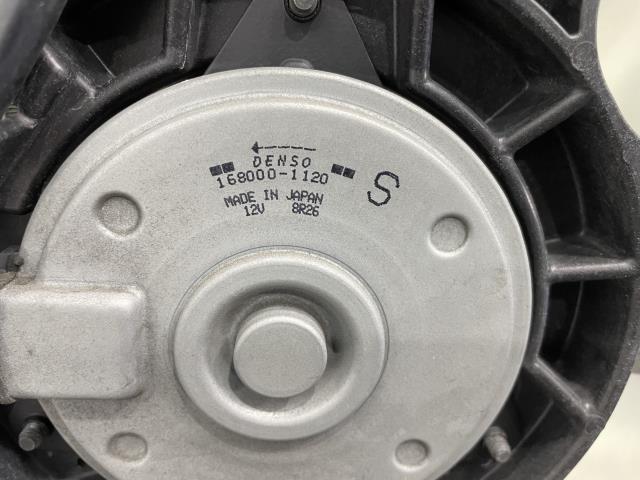 DENSO
168000-1120
S
MADE IN JAPAN
12V 8R26